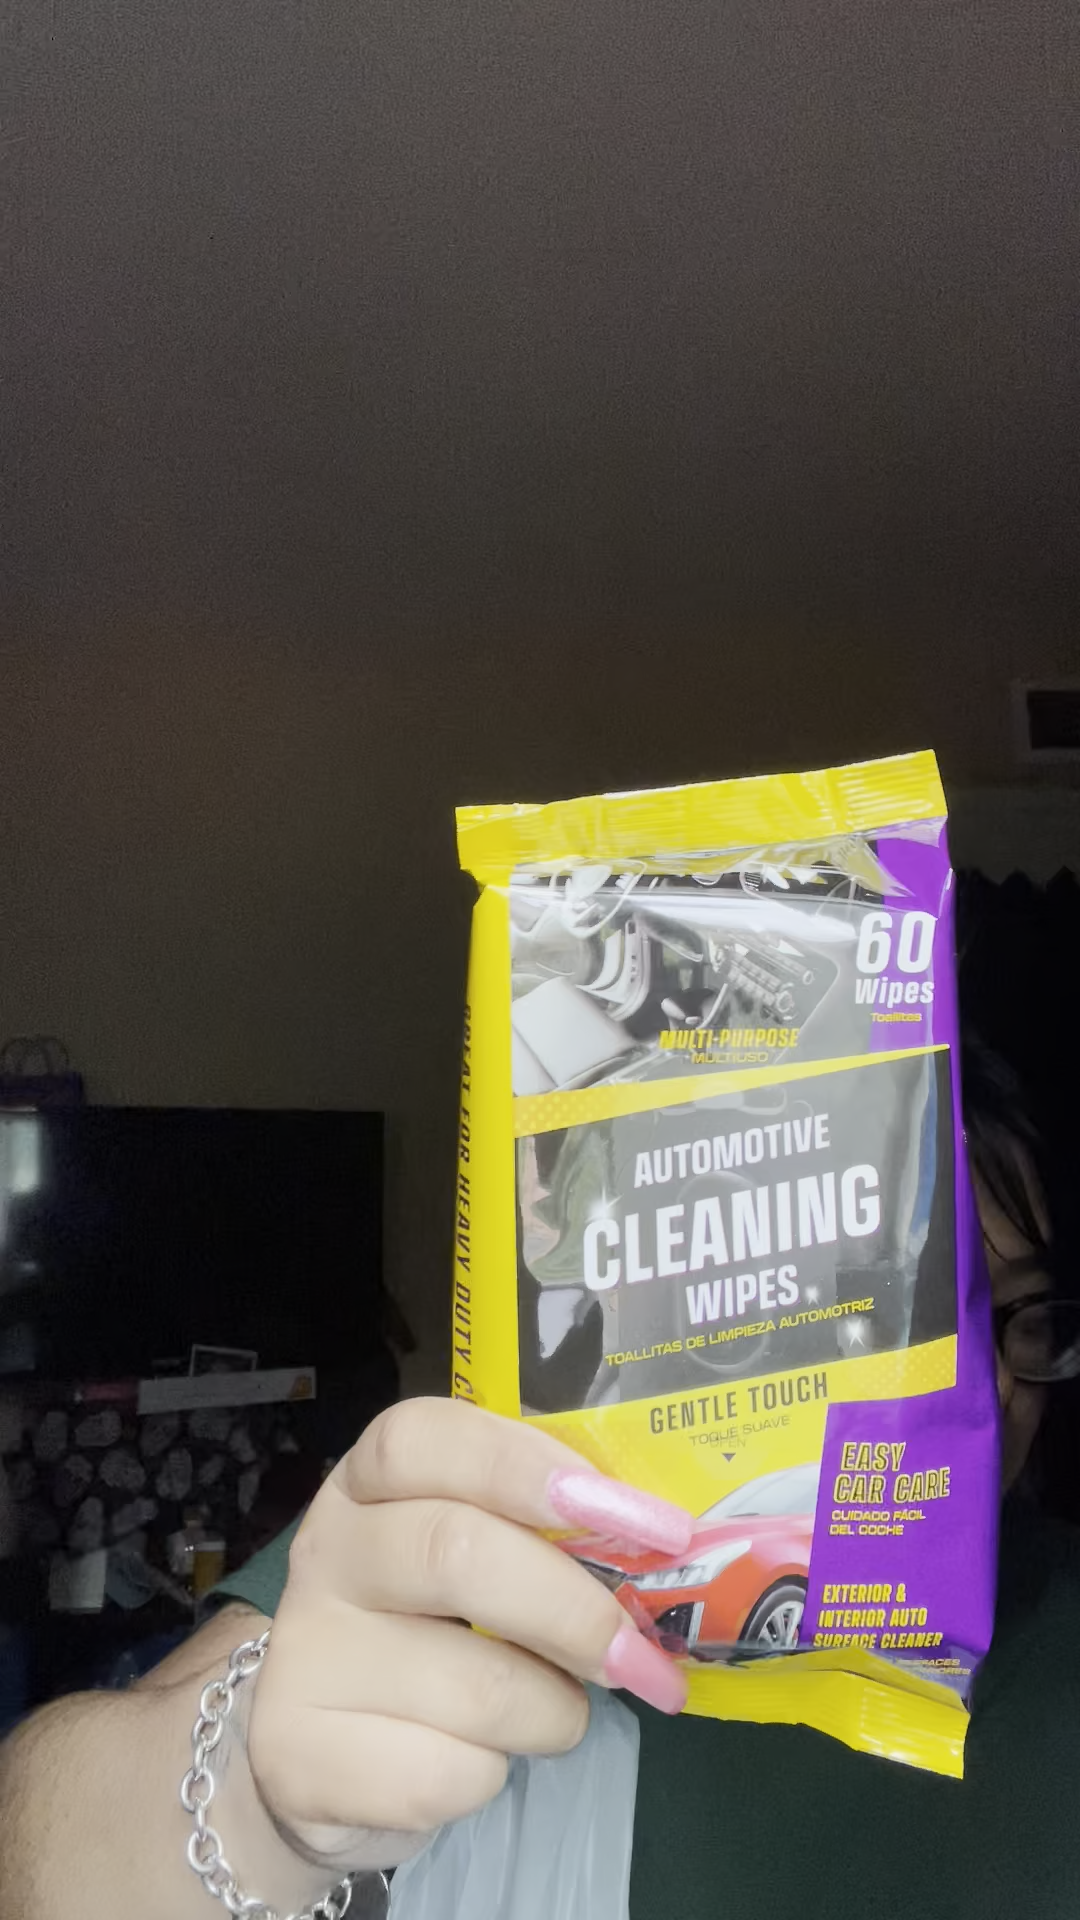 60
Wipes
Toallitas
MULTI-PURPOSE
MULTIUSO
AUTOMOTIVE
CLEANING
WIPES
TOALLITAS DE LIMPIEZA AUTOMOTRIZ
GENTLE TOUCH
TOQUE SUAVE
OPEN
EASY
CAR CARE
CUIDADO FÁCIL
DEL COCHE
EXTERIOR &
INTERIOR AUTO
SURFACE CLEANER
GREAT FOR HEAVY DUTY